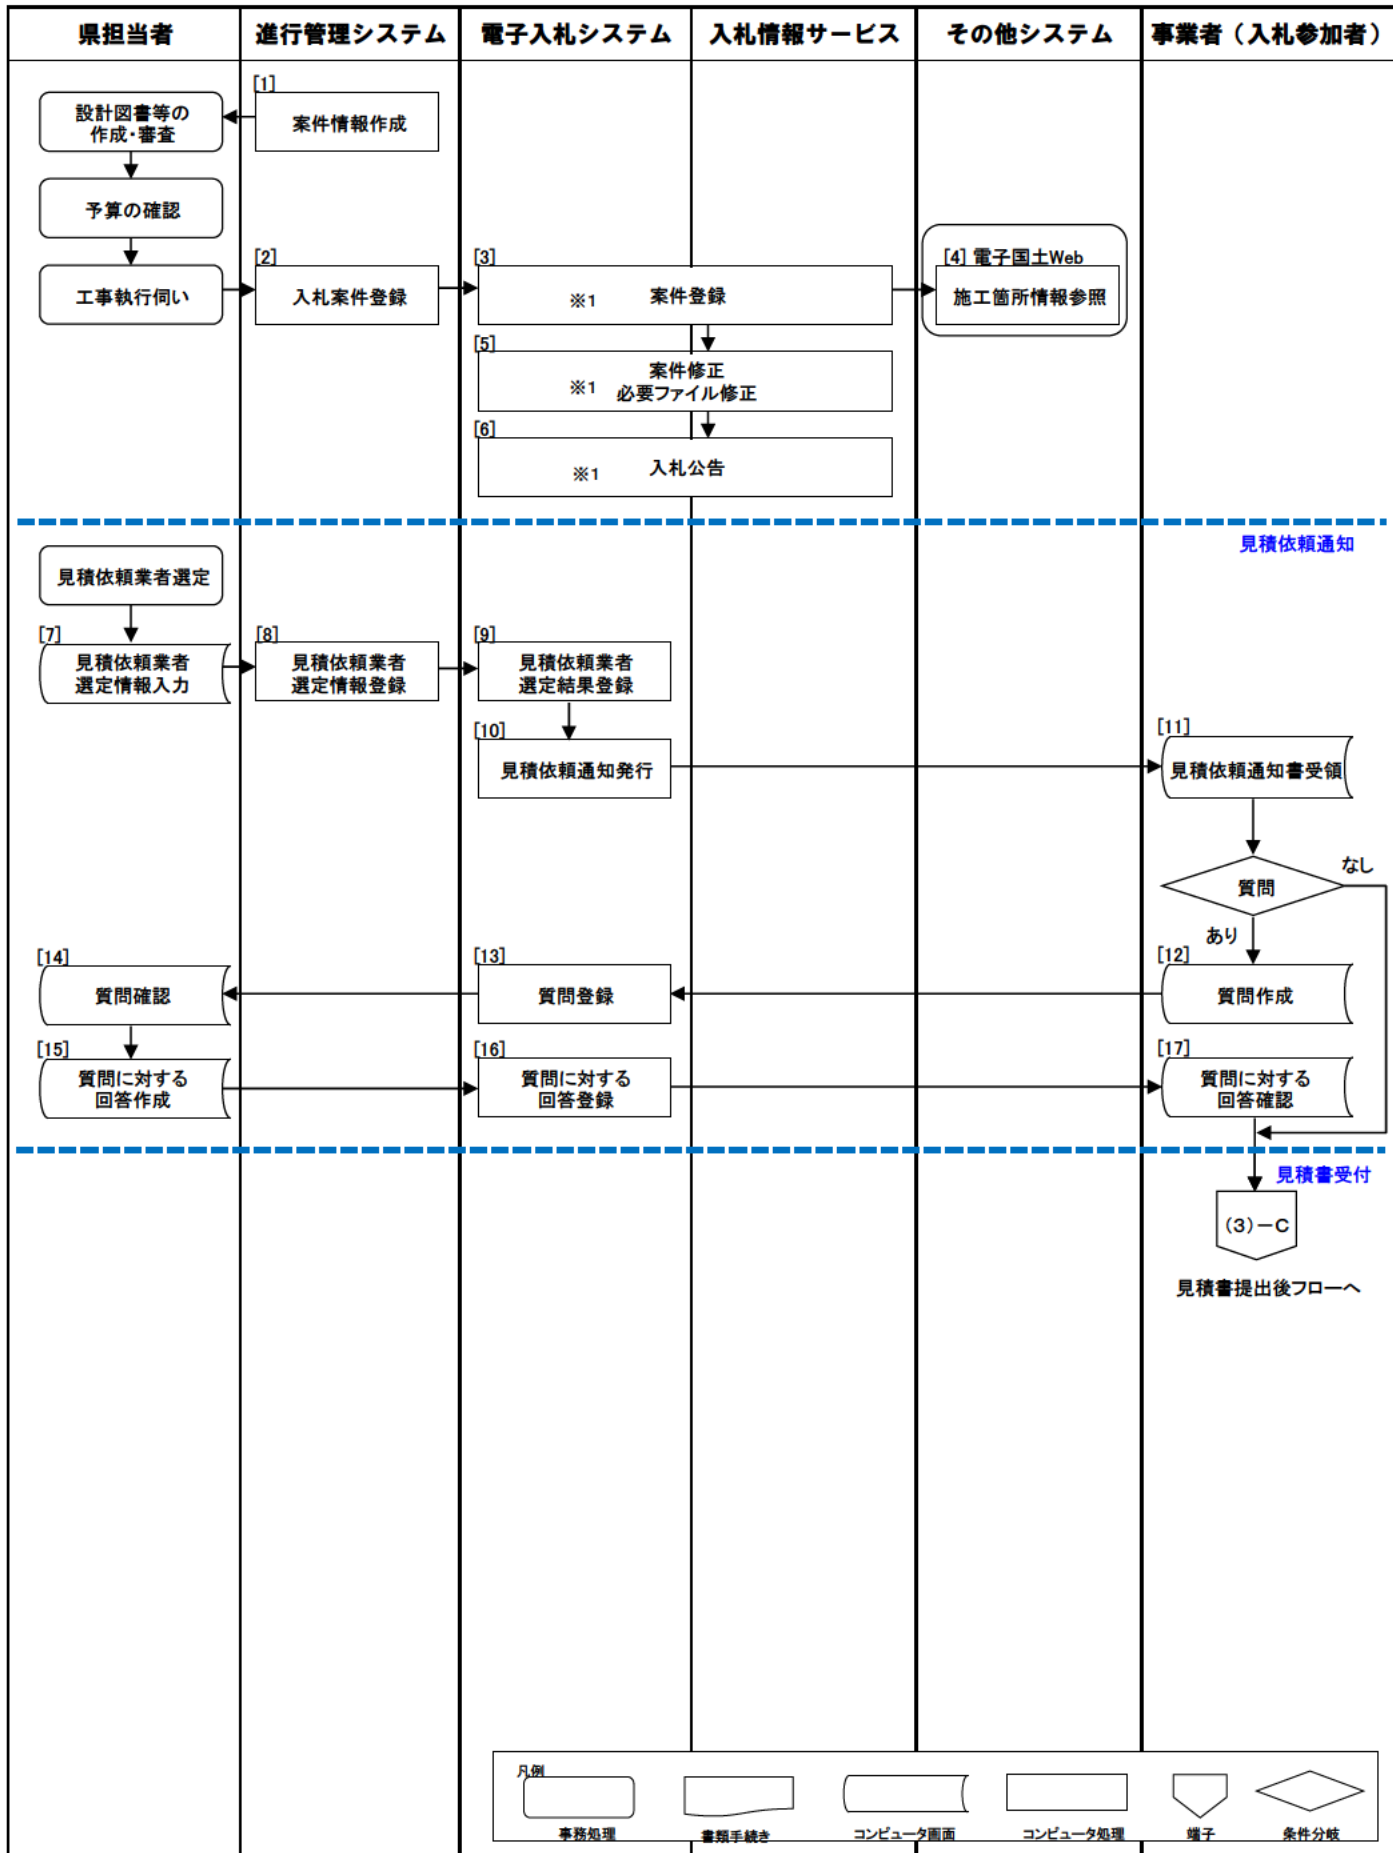 県担当者
進行管理システム
電子入札システム
入札情報サービス
その他システム
事業者（入札参加者）
[1]
設計図書等の
作成・審査
案件情報作成
予算の確認
工事執行伺い
[2]
入札案件登録
[3]
※1
案件登録
[4] 電子国土Web
施工箇所情報参照
[5]
案件修正
※1
必要ファイル修正
[6]
入札公告
※1
見積依頼通知
見積依頼業者選定
[7]
見積依頼業者
選定情報入力
[8]
見積依頼業者
選定情報登録
[9]
見積依頼業者
選定結果登録
[10]
見積依頼通知発行
[11]
見積依頼通知書受領
質問
なし
あり
[12]
質問作成
[13]
質問登録
[14]
質問確認
[15]
質問に対する
回答作成
[16]
質問に対する
回答登録
[17]
質問に対する
回答確認
見積書受付
(3)－C
見積書提出後フローへ
凡例
事務処理
書類手続き
コンピュータ画面
コンピュータ処理
端子
条件分岐